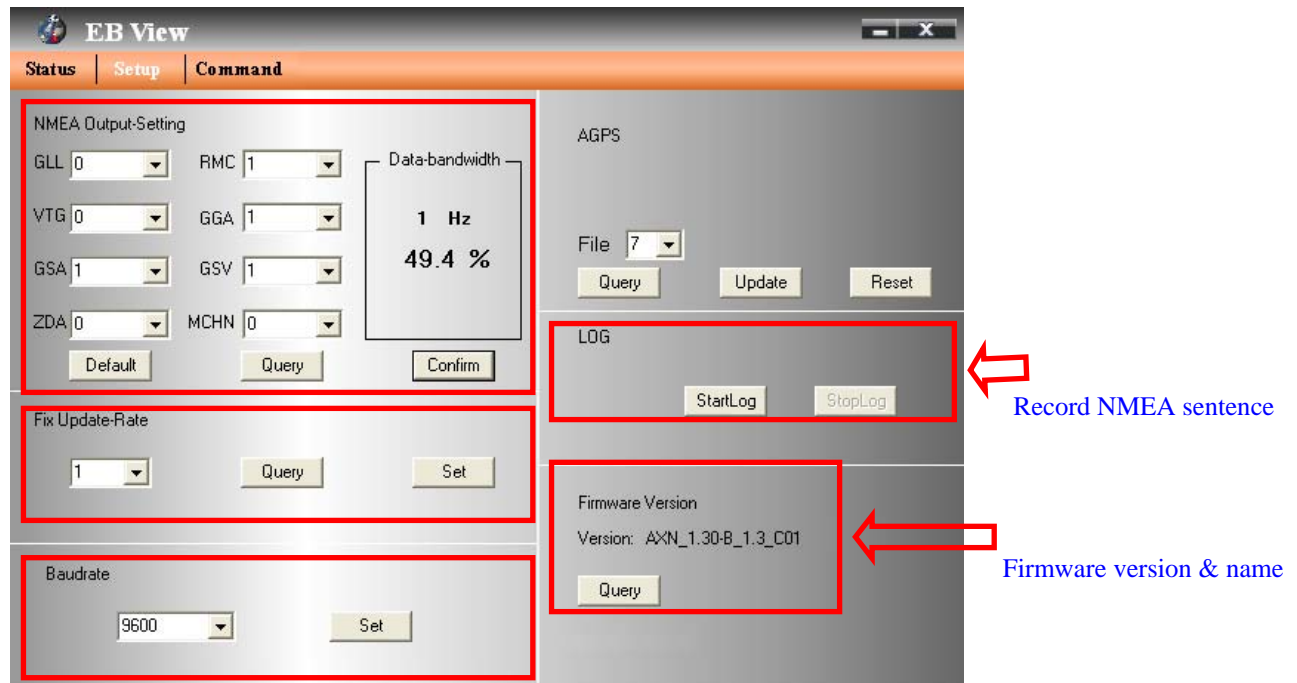 EB View
Status Setup Command
NMEA Output-Setting
GLL 0 RMC 1
VTG 0 GGA 1
GSA 1 GSV 1
ZDA 0 MCHN 0
Data-bandwidth
1 Hz
49.4 %
Default Query Confirm
Fix Update-Rate
1 Query Set
Baudrate
9600 Set
AGPS
File 7
Query Update Reset
LOG
StartLog StopLog
Record NMEA sentence
Firmware Version
Version: AXN_1.30-B_1.3_C01
Query
Firmware version & name